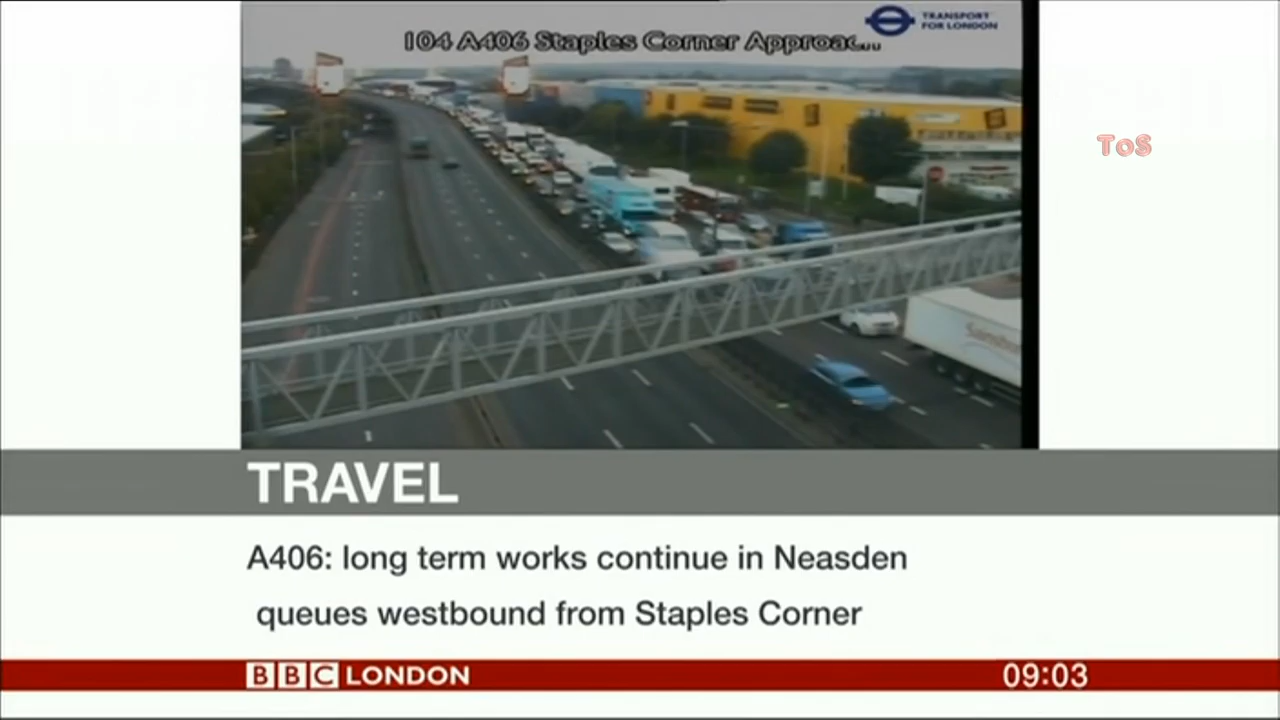 104 A406 Staples Corner Approac...
TRANSPORT
FOR LONDON
ToS
Sainsbury
TRAVEL
A406: long term works continue in Neasden
queues westbound from Staples Corner
BBC LONDON
09:03